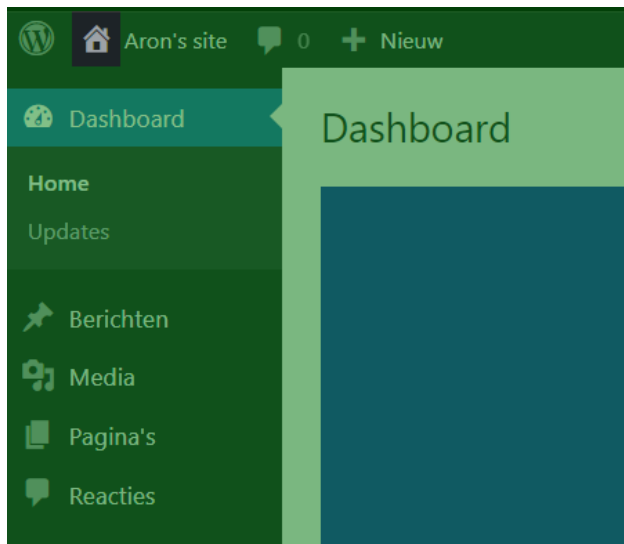 Aron's site 0 Nieuw
Dashboard
Dashboard
Home
Updates
Berichten
Media
Pagina's
Reacties